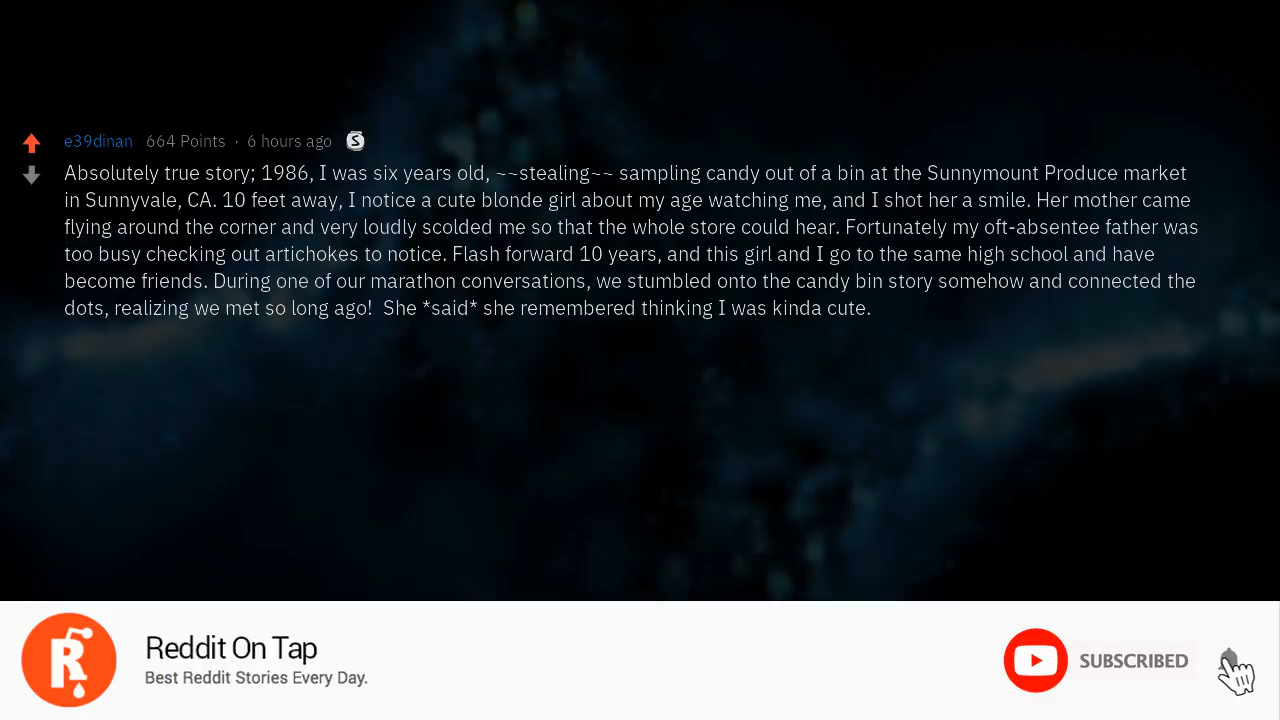 e39dinan 664 Points · 6 hours ago S
Absolutely true story; 1986, I was six years old, ~~stealing~~ sampling candy out of a bin at the Sunnymount Produce market
in Sunnyvale, CA. 10 feet away, I notice a cute blonde girl about my age watching me, and I shot her a smile. Her mother came
flying around the corner and very loudly scolded me so that the whole store could hear. Fortunately my oft-absentee father was
too busy checking out artichokes to notice. Flash forward 10 years, and this girl and I go to the same high school and have
become friends. During one of our marathon conversations, we stumbled onto the candy bin story somehow and connected the
dots, realizing we met so long ago!  She *said* she remembered thinking I was kinda cute.
R
Reddit On Tap
Best Reddit Stories Every Day.
SUBSCRIBED